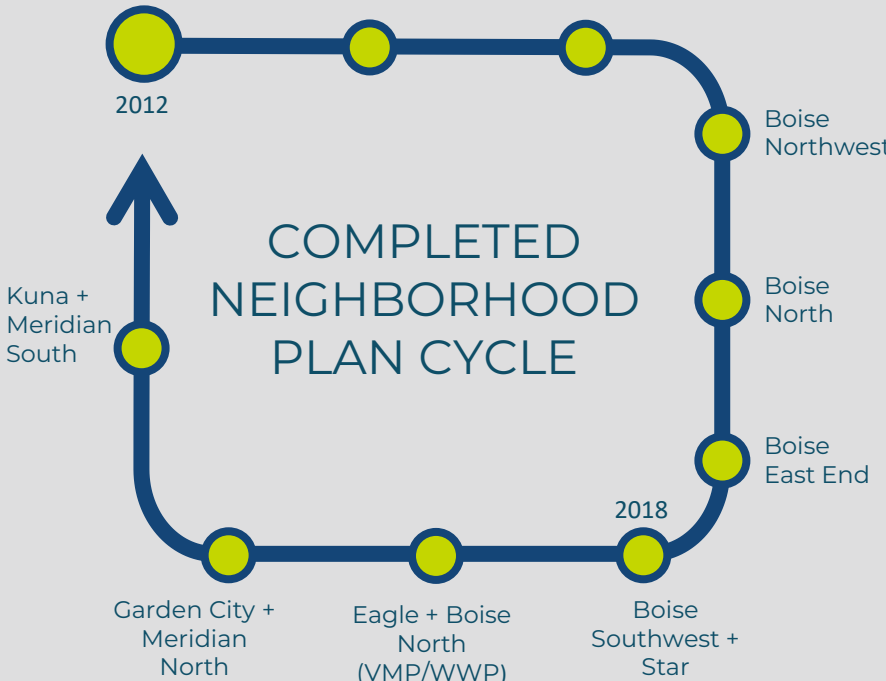 2012
Boise
Northwest
COMPLETED
NEIGHBORHOOD
PLAN CYCLE
Boise
North
Kuna +
Meridian
South
Boise
East End
2018
Garden City +
Meridian
North
Eagle + Boise
North
(VMP/WWP)
Boise
Southwest +
Star